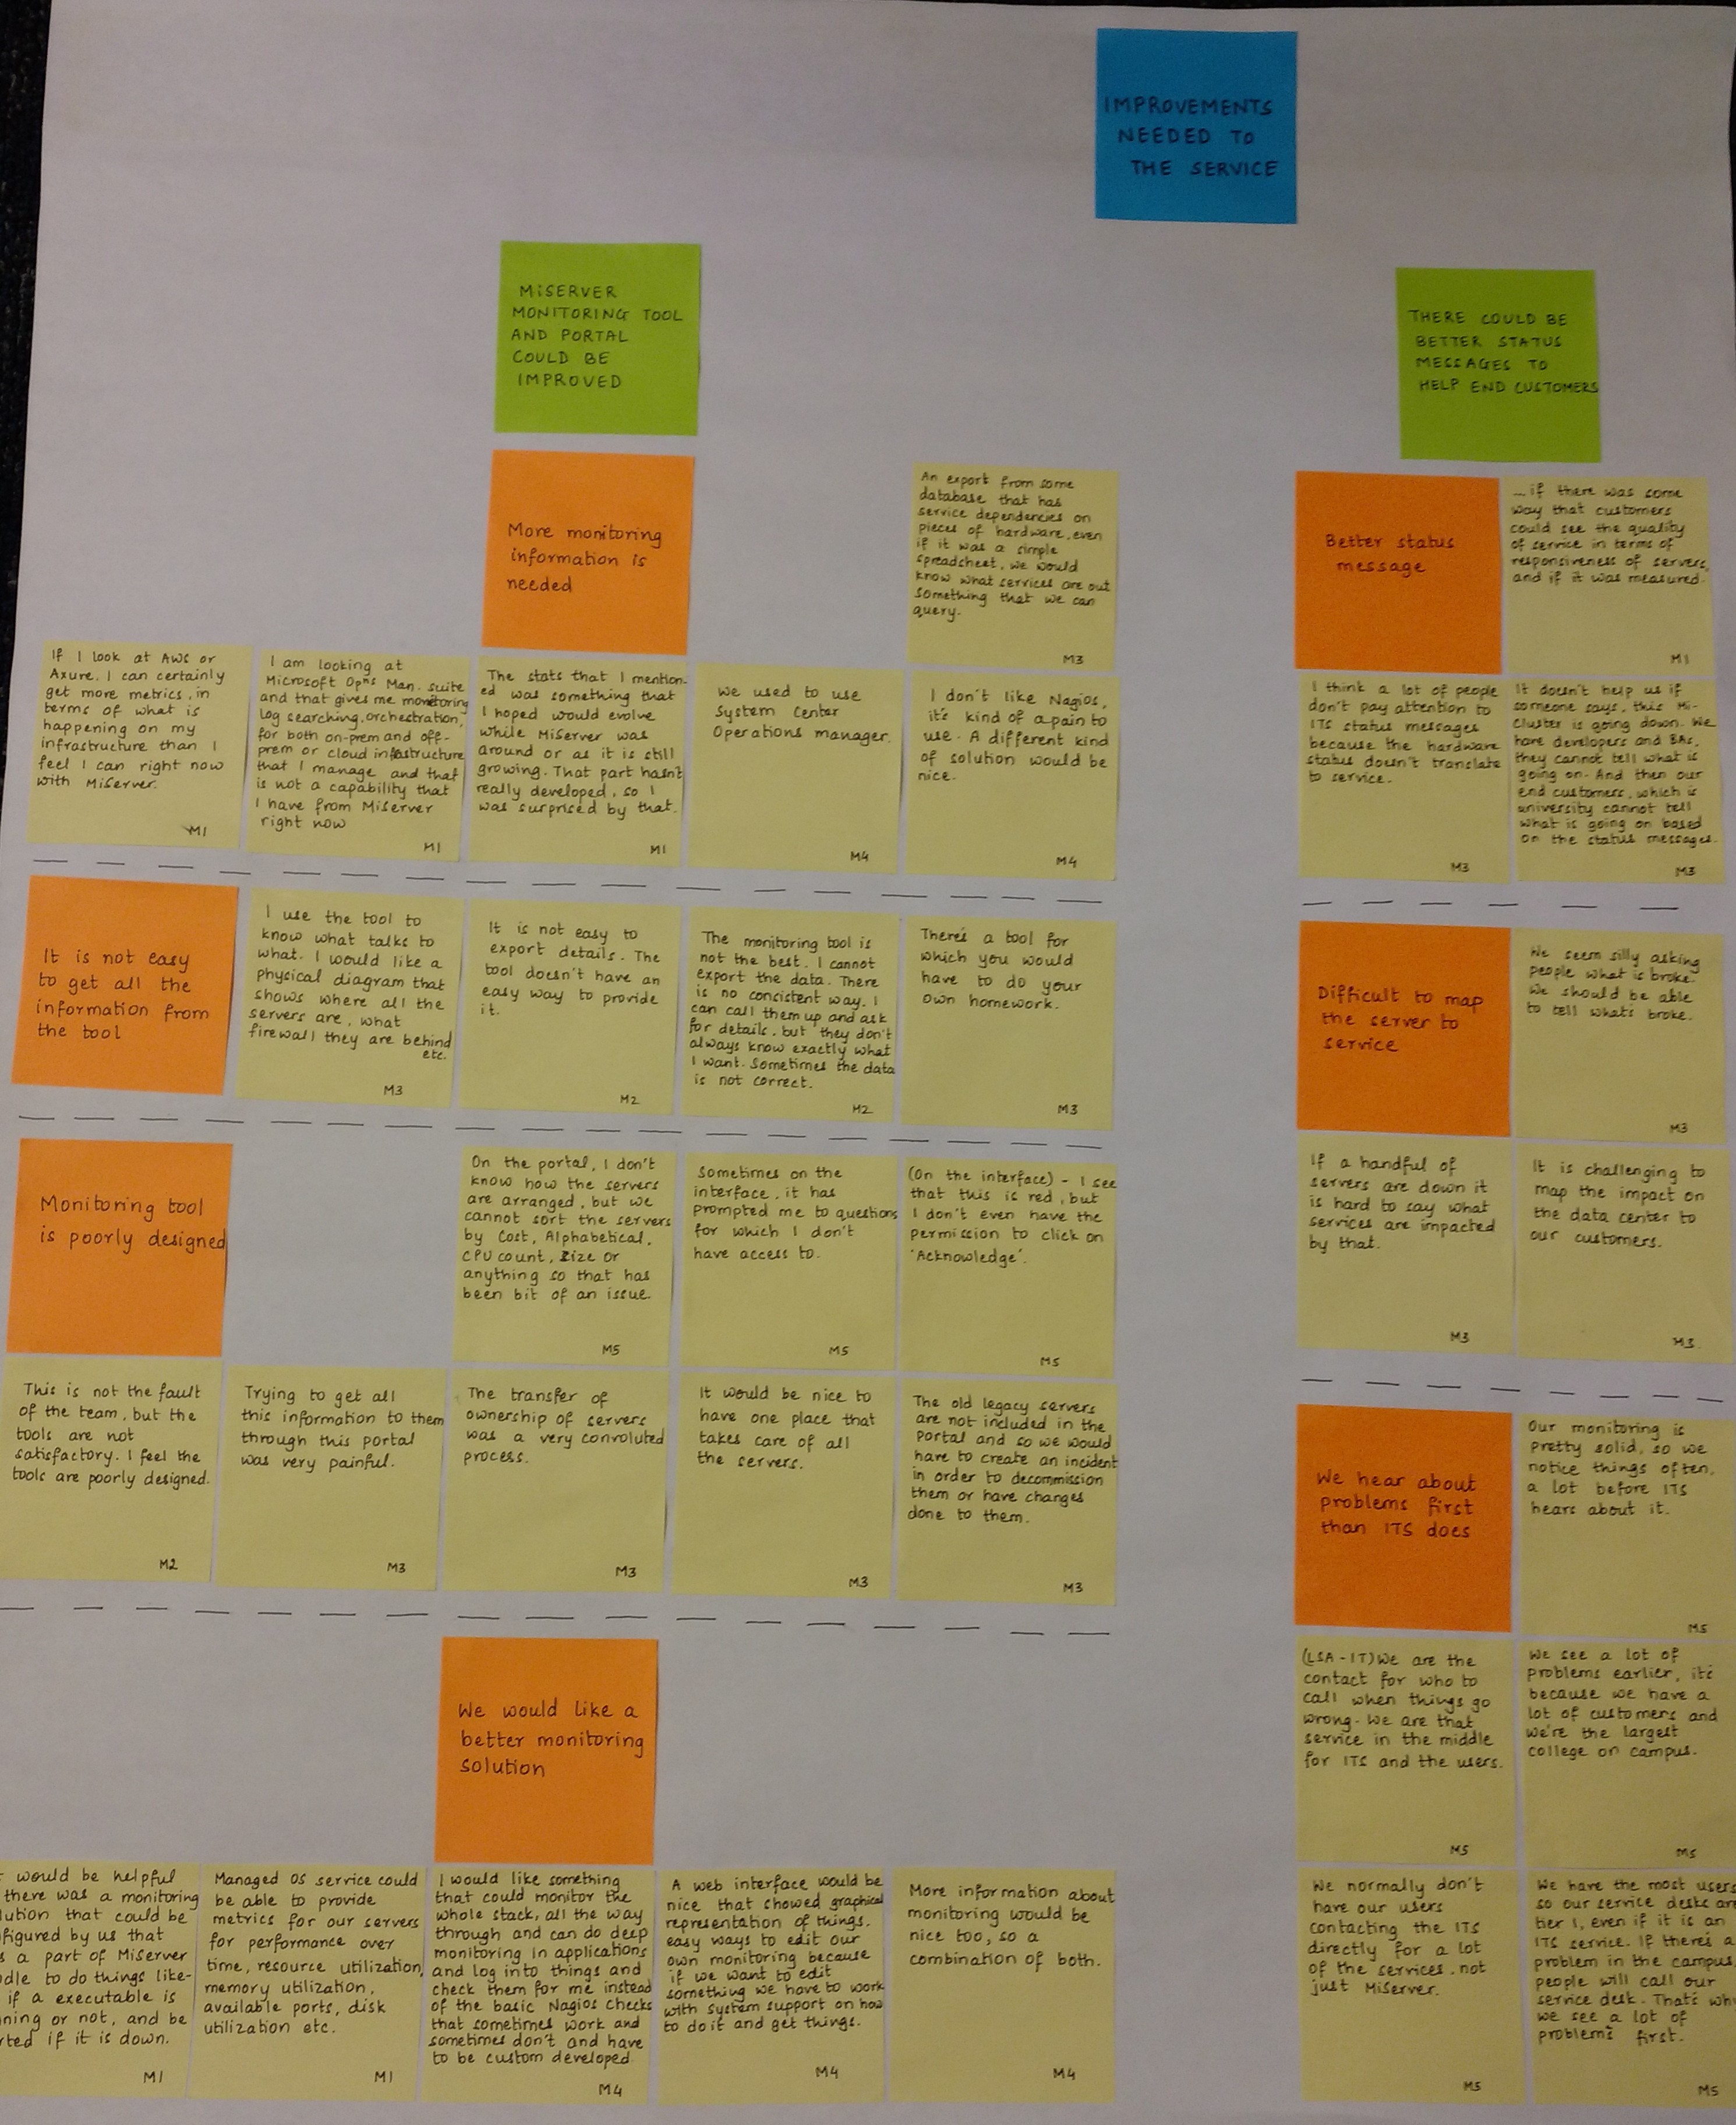 IMPROVEMENTS
NEEDED TO
THE SERVICE
MiSERVER
MONITORING TOOL
AND PORTAL
COULD BE
IMPROVED
More monitoring
information is
needed
An export from some
database that has
service dependencies on
pieces of hardware, even
if it was a simple
spreadsheet, we would
know what services are out
something that we can
query.
M3
If I look at AWS or
Axure. I can certainly
get more metrics, in
terms of what is
happening on my
infrastructure than I
feel I can right now
with MiServer.
M1
I am looking at
Microsoft Opns Man. suite
and that gives me monitoring
log searching, orchestration,
for both on-prem and off-
prem or cloud infrastructure
that I manage and that
is not a capability that
I have from MiServer
right now
M1
The stats that I mention-
ed was something that
I hoped would evolve
while MiServer was
around or as it is still
growing. That part hasn't
really developed, so I
was surprised by that.
M1
We used to use
System Center
Operations manager.
M4
I don't like Nagios,
it's kind of a pain to
use. A different kind
of solution would be
nice.
M4
It is not easy
to get all the
information from
the tool
I use the tool to
know what talks to
what. I would like a
physical diagram that
shows where all the
servers are, what
firewall they are behind
etc.
M3
It is not easy to
export details. The
tool doesn't have an
easy way to provide
it.
M2
The monitoring tool is
not the best. I cannot
export the data. There
is no consistent way. I
can call them up and ask
for details, but they don't
always know exactly what
I want. Sometimes the data
is not correct.
M2
There's a tool for
which you would
have to do your
own homework.
M3
Monitoring tool
is poorly designed
On the portal, I don't
know how the servers
are arranged, but we
cannot sort the servers
by Cost, Alphabetical,
CPU count, size or
anything so that has
been bit of an issue.
M5
Sometimes on the
interface, it has
prompted me to questions
for which I don't
have access to.
M5
(On the interface) - I see
that this is red, but
I don't even have the
permission to click on
'Acknowledge'.
M5
This is not the fault
of the team, but the
tools are not
satisfactory. I feel the
tools are poorly designed.
M2
Trying to get all
this information to them
through this portal
was very painful.
M3
The transfer of
ownership of servers
was a very convoluted
process.
M3
It would be nice to
have one place that
takes care of all
the servers.
M3
The old legacy servers
are not included in the
portal and so we would
have to create an incident
in order to decommission
them or have changes
done to them.
M3
We would like a
better monitoring
solution
would be helpful
there was a monitoring
lution that could be
figured by us that
s a part of MiServer
dle to do things like-
if a executable is
ning or not, and be
rted if it is down.
M1
Managed OS service could
be able to provide
metrics for our servers
for performance over
time, resource utilization,
memory utilization,
available ports, disk
utilization etc.
M1
I would like something
that could monitor the
whole stack, all the way
through and can do deep
monitoring in applications
and log into things and
check them for me instead
of the basic Nagios checks
that sometimes work and
sometimes don't and have
to be custom developed
M4
A web interface would be
nice that showed graphical
representation of things,
easy ways to edit our
own monitoring because
if we want to edit
something we have to work
with System support on how
to do it and get things.
M4
More information about
monitoring would be
nice too, so a
combination of both.
M4
THERE COULD BE
BETTER STATUS
MESSAGES TO
HELP END CUSTOMERS
Better status
message
...if there was some
way that customers
could see the quality
of service in terms of
responsiveness of servers,
and if it was measured.
M1
I think a lot of people
don't pay attention to
ITS status messages
because the hardware
status doesn't translate
to service.
M3
It doesn't help us if
someone says, this Mi-
Cluster is going down. We
have developers and BAs,
they cannot tell what is
going on. And then our
end customers, which is
university cannot tell
what is going on based
on the status messages.
M3
Difficult to map
the server to
service
We seem silly asking
people what is broke.
We should be able
to tell what's broke.
M3
If a handful of
servers are down it
is hard to say what
services are impacted
by that.
M3
It is challenging to
map the impact on
the data center to
our customers.
M3
We hear about
problems first
than ITS does
Our monitoring is
pretty solid, so we
notice things often,
a lot before ITS
hears about it.
M5
(LSA-IT) We are the
contact for who to
call when things go
wrong. We are that
service in the middle
for ITS and the users.
M5
We see a lot of
problems earlier, it's
because we have a
lot of customers and
we're the largest
college on campus.
M5
We normally don't
have our users
contacting the ITS
directly for a lot
of the services, not
just MiServer.
M5
We have the most users
so our service desks are
tier 1, even if it is an
ITS service. If there's a
problem in the campus,
people will call our
service desk. That's why
we see a lot of
problems first.
M5